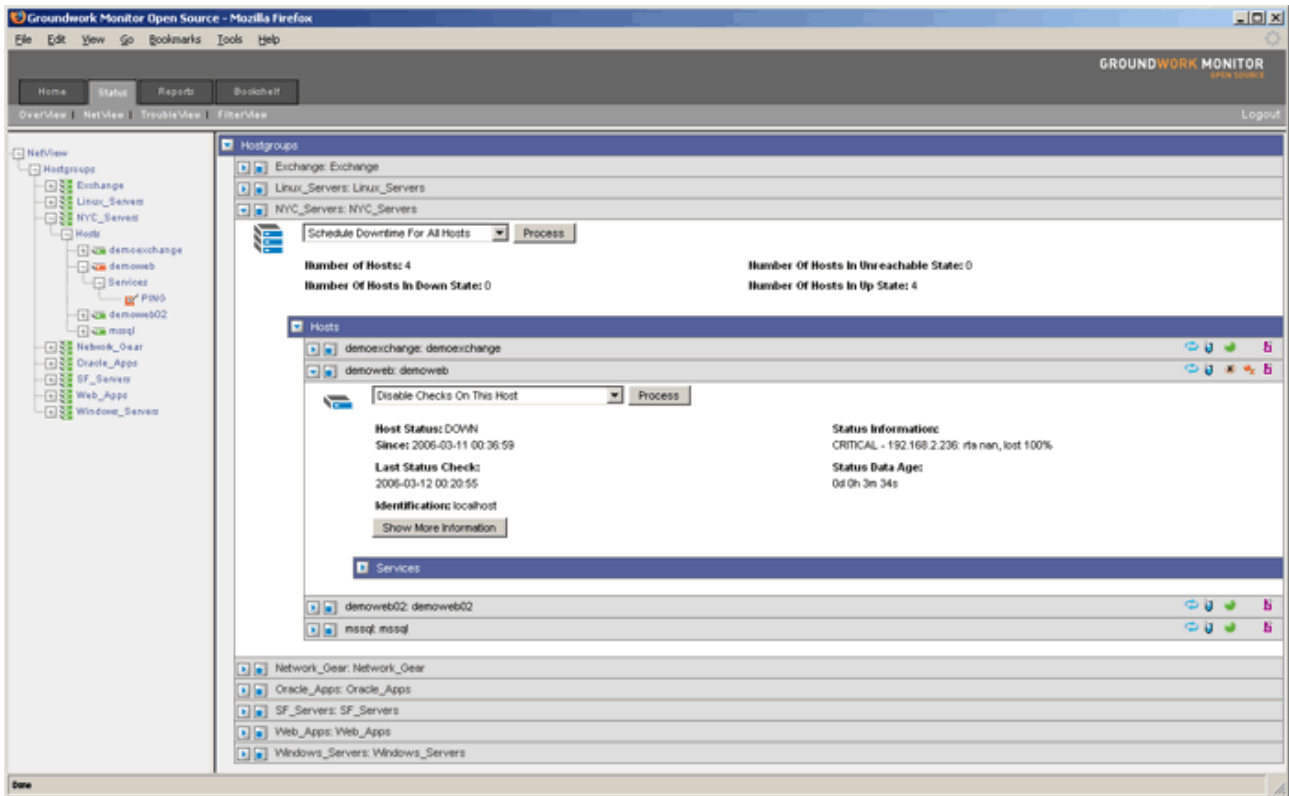 Groundwork Monitor Open Source - Mozilla Firefox
File Edit View Go Bookmarks Tools Help
GROUNDWORK MONITOR
OPEN SOURCE
Home Status Reports Bookshelf
OverView | NetView | TroubleView | FilterView Logout
NetView
Hostgroups
Exchange
Linux_Servers
NYC_Servers
Hosts
demoexchange
demoweb
Services
PING
demoweb02
mssql
Network_Gear
Oracle_Apps
SF_Servers
Web_Apps
Windows_Servers
Hostgroups
Exchange: Exchange
Linux_Servers: Linux_Servers
NYC_Servers: NYC_Servers
Schedule Downtime For All Hosts Process
Number of Hosts: 4 Number Of Hosts In Unreachable State: 0
Number Of Hosts In Down State: 0 Number Of Hosts In Up State: 4
Hosts
demoexchange: demoexchange
demoweb: demoweb
Disable Checks On This Host Process
Host Status: DOWN Status Information:
Since: 2006-03-11 00:36:59 CRITICAL - 192.168.2.236: rta nan, lost 100%
Last Status Check: Status Data Age:
2006-03-12 00:20:55 0d 0h 3m 34s
Identification: localhost
Show More Information
Services
demoweb02: demoweb02
mssql: mssql
Network_Gear: Network_Gear
Oracle_Apps: Oracle_Apps
SF_Servers: SF_Servers
Web_Apps: Web_Apps
Windows_Servers: Windows_Servers
Done